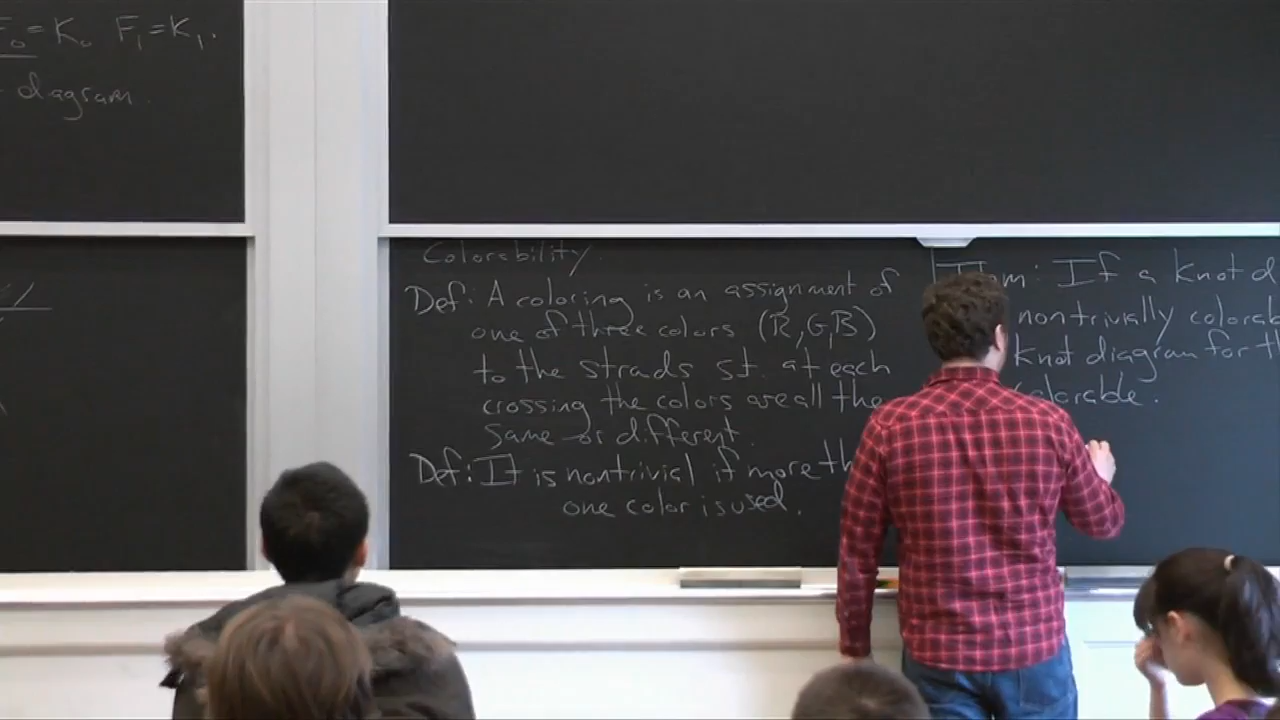 F₀=K₀ F₁=K₁.
diagram.
Colorability
Def: A coloring is an assignment of
one of three colors (R,G,B)
to the strads st. at each
crossing the colors are all the
same or different.
Def: It is nontrivial if more th
one color is used.
Thm: If a knot d
nontrivially colorab
knot diagram for th
colorable.